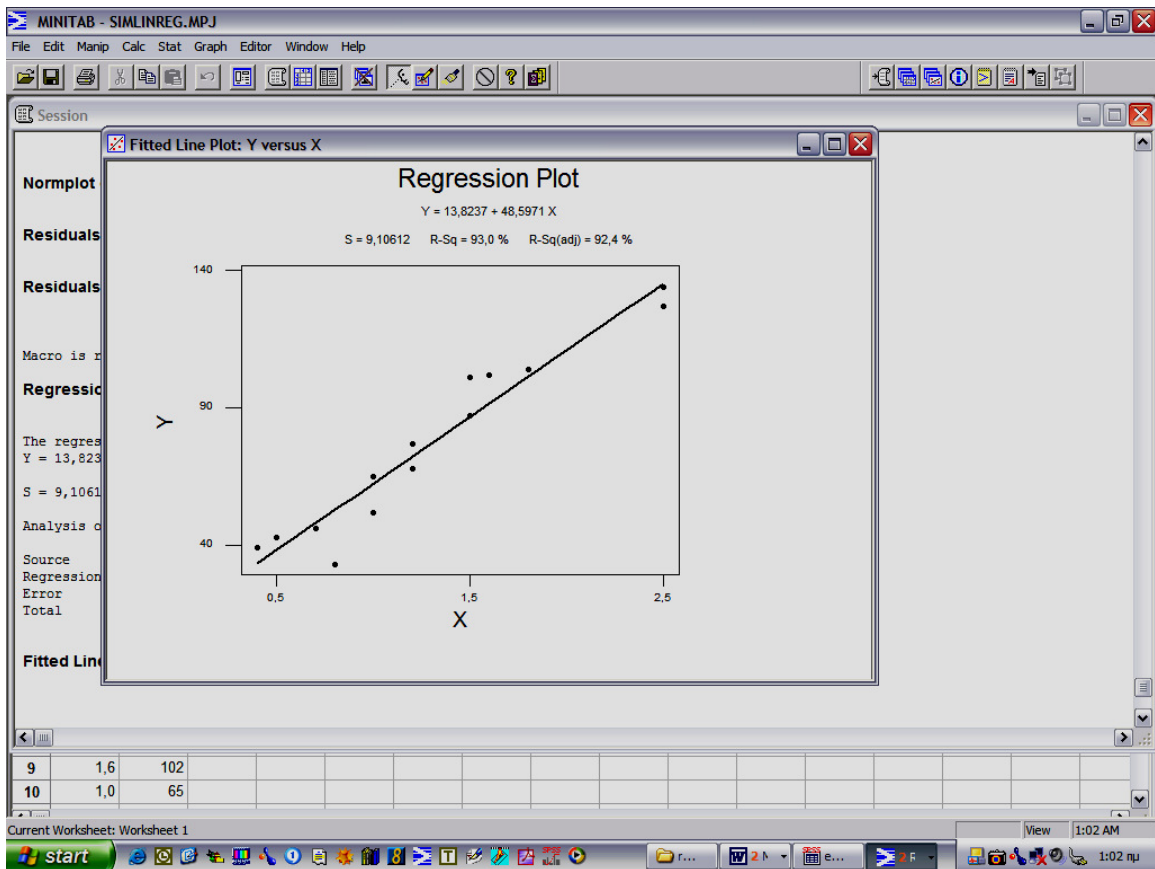 MINITAB - SIMLINREG.MPJ
File Edit Manip Calc Stat Graph Editor Window Help
Session
Fitted Line Plot: Y versus X
Normplot
Residuals
Residuals
Macro is r
Regressio
The regres
Y = 13,823
S = 9,1061
Analysis o
Source
Regression
Error
Total
Fitted Line
Regression Plot
Y = 13,8237 + 48,5971 X
S = 9,10612 R-Sq = 93,0 % R-Sq(adj) = 92,4 %
140
90
40
Y
0,5 1,5 2,5
X
9 1,6 102
10 1,0 65
Current Worksheet: Worksheet 1
View 1:02 AM
start r... 2 e... 2 1:02 πμ